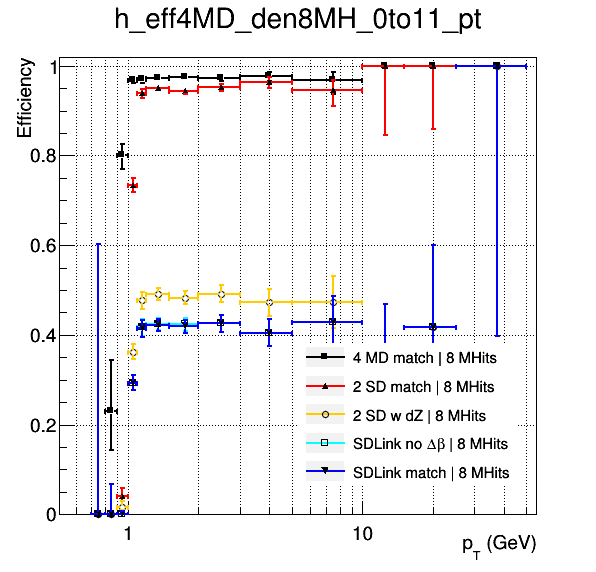 h_eff4MD_den8MH_0to11_pt
Efficiency
1
0.8
0.6
0.4
0.2
0
4 MD match | 8 MHits
2 SD match | 8 MHits
2 SD w dZ | 8 MHits
SDLink no Δβ | 8 MHits
SDLink match | 8 MHits
1
10
p_T (GeV)